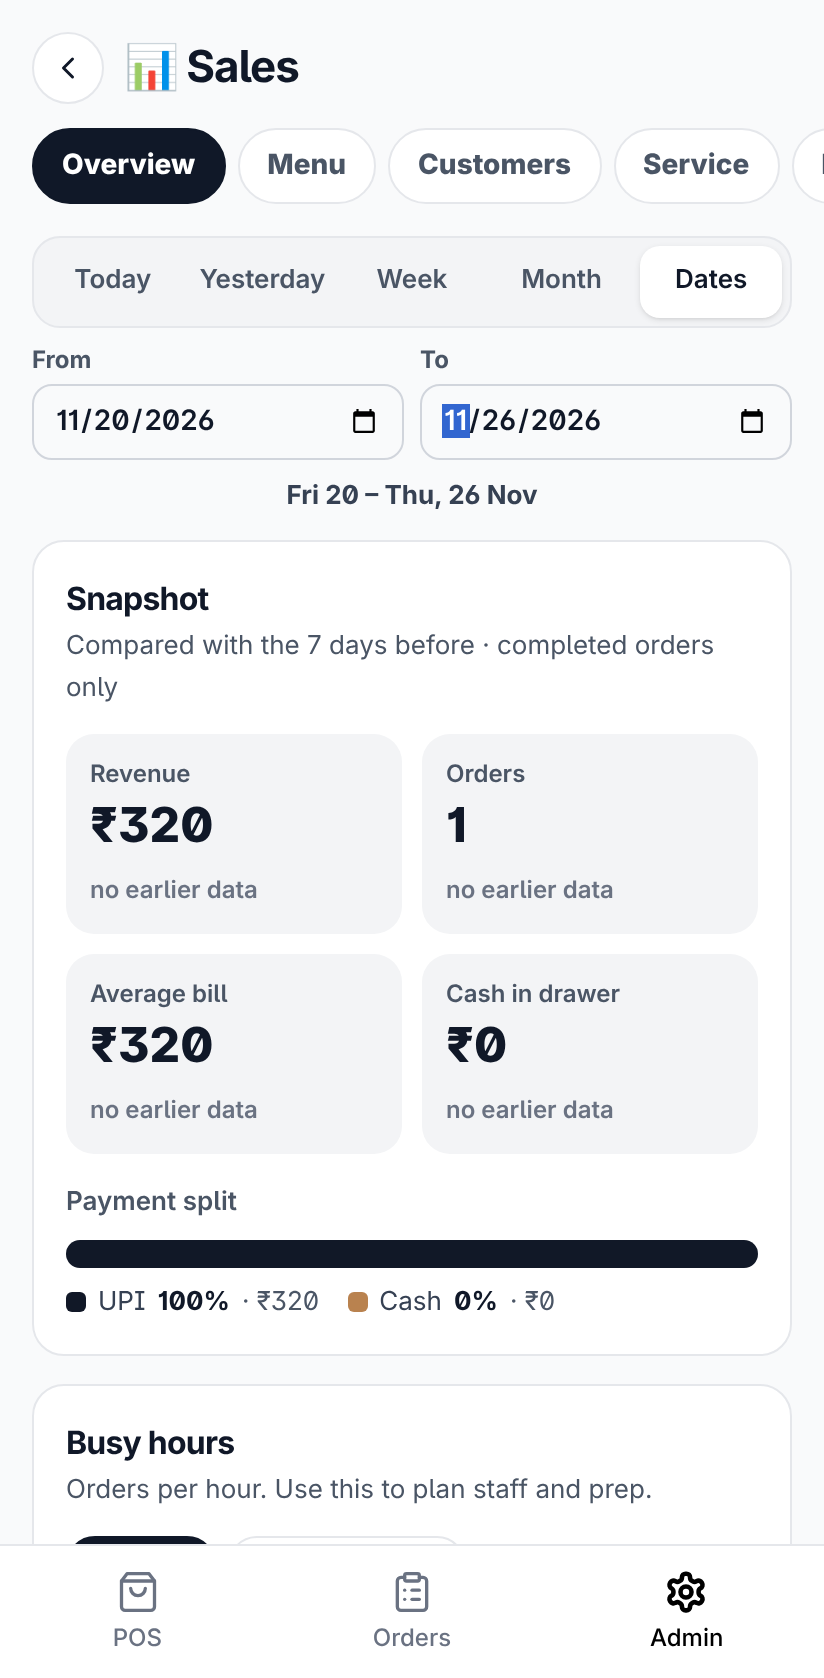 Sales
Overview Menu Customers Service
Today Yesterday Week Month Dates
From To
11/20/2026 11/26/2026
Fri 20 – Thu, 26 Nov
Snapshot
Compared with the 7 days before · completed orders
only
Revenue Orders
₹320 1
no earlier data no earlier data
Average bill Cash in drawer
₹320 ₹0
no earlier data no earlier data
Payment split
UPI 100% · ₹320 Cash 0% · ₹0
Busy hours
Orders per hour. Use this to plan staff and prep.
POS Orders Admin